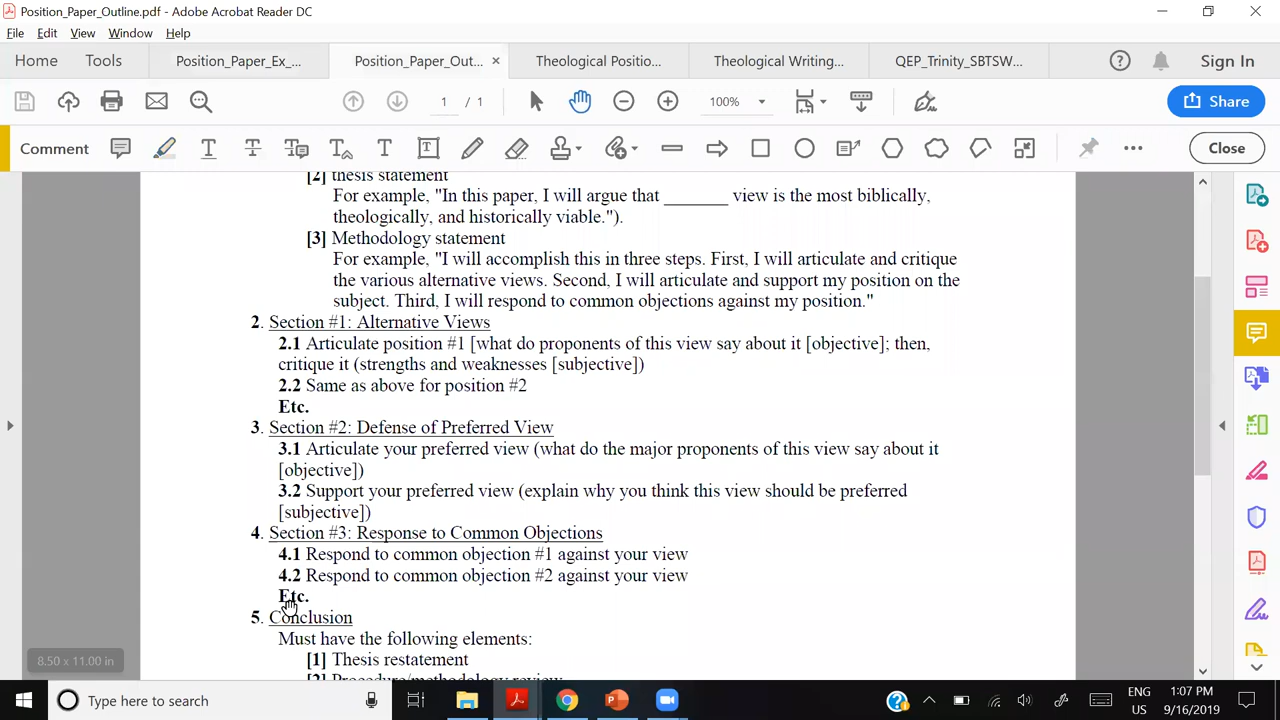 Position_Paper_Outline.pdf - Adobe Acrobat Reader DC
File Edit View Window Help
Home Tools Position_Paper_Ex_... Position_Paper_Out... × Theological Positio... Theological Writing... QEP_Trinity_SBTSW... Sign In
1 / 1 100% Share
Comment Close
[2] thesis statement
For example, "In this paper, I will argue that ________ view is the most biblically,
theologically, and historically viable.").
[3] Methodology statement
For example, "I will accomplish this in three steps. First, I will articulate and critique
the various alternative views. Second, I will articulate and support my position on the
subject. Third, I will respond to common objections against my position."
2. Section #1: Alternative Views
2.1 Articulate position #1 [what do proponents of this view say about it [objective]; then,
critique it (strengths and weaknesses [subjective])
2.2 Same as above for position #2
Etc.
3. Section #2: Defense of Preferred View
3.1 Articulate your preferred view (what do the major proponents of this view say about it
[objective])
3.2 Support your preferred view (explain why you think this view should be preferred
[subjective])
4. Section #3: Response to Common Objections
4.1 Respond to common objection #1 against your view
4.2 Respond to common objection #2 against your view
Etc.
5. Conclusion
Must have the following elements:
[1] Thesis restatement
[2] Procedure/methodology review
8.50 x 11.00 in
Type here to search
ENG
US
1:07 PM
9/16/2019